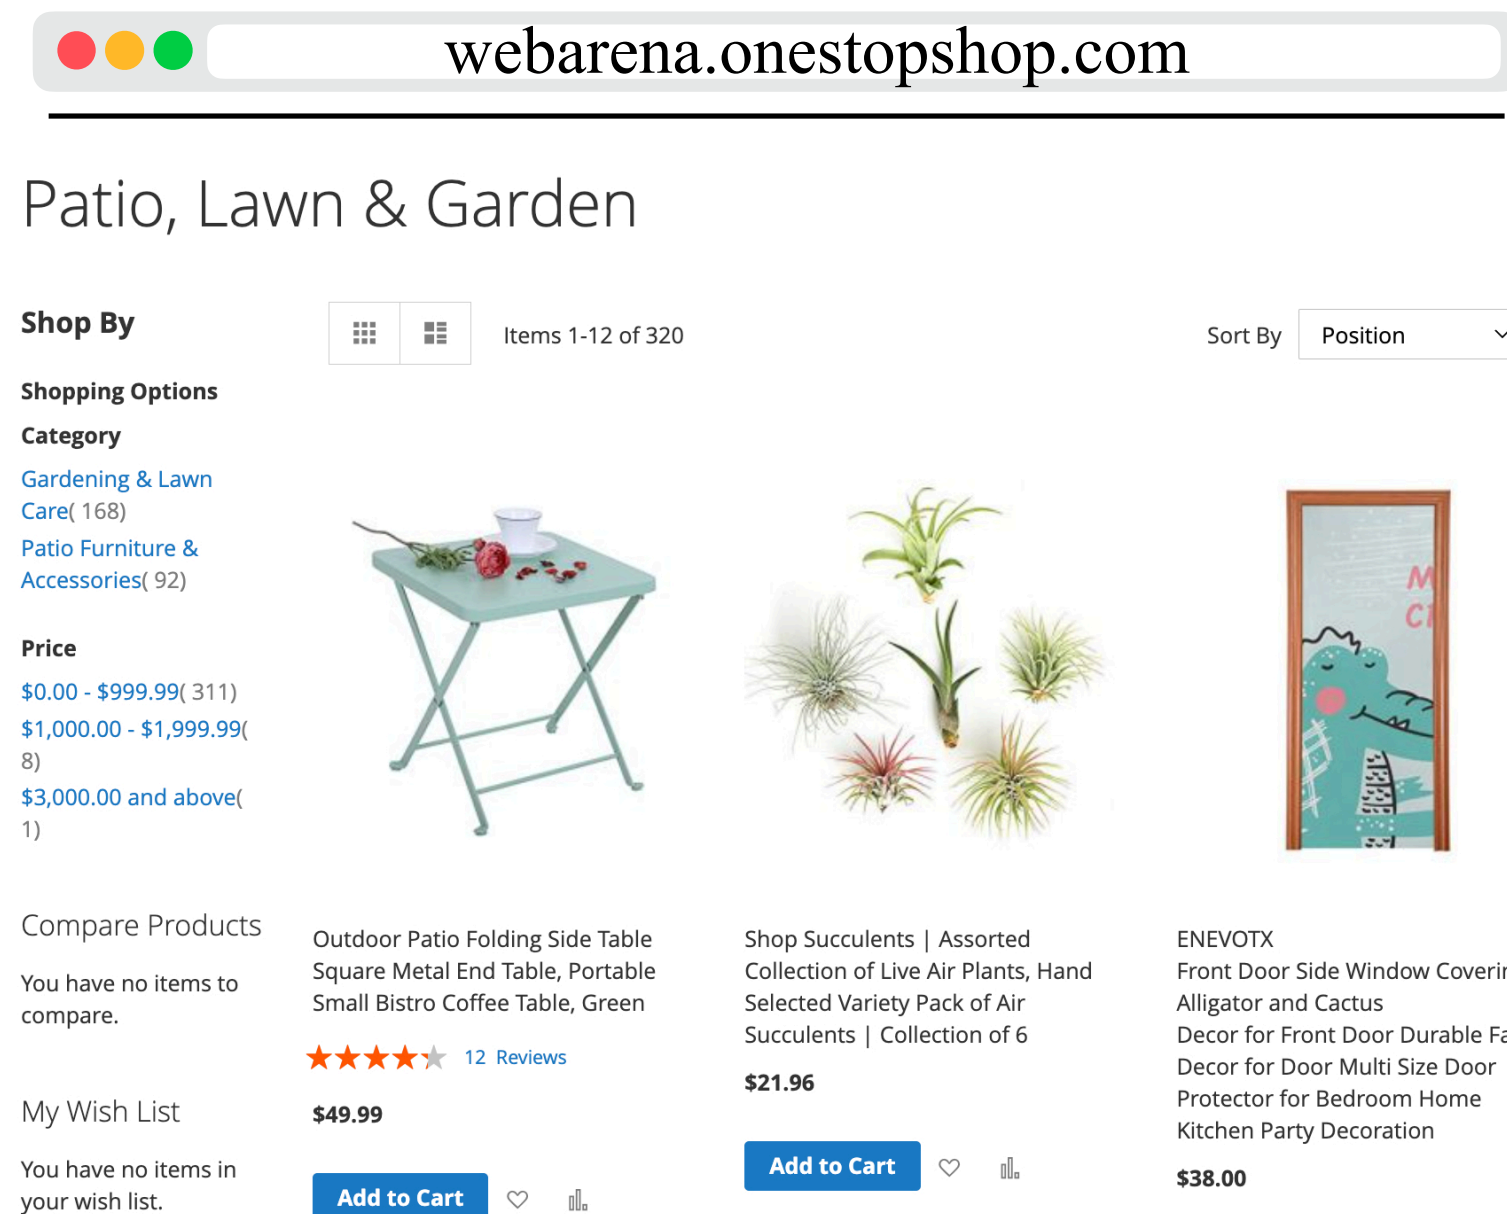 webarena.onestopshop.com
Patio, Lawn & Garden
Shop By
Items 1-12 of 320
Sort By
Position
Shopping Options
Category
Gardening & Lawn
Care( 168)
Patio Furniture &
Accessories( 92)
Price
$0.00 - $999.99( 311)
$1,000.00 - $1,999.99(
8)
$3,000.00 and above(
1)
Compare Products
You have no items to
compare.
My Wish List
You have no items in
your wish list.
Outdoor Patio Folding Side Table
Square Metal End Table, Portable
Small Bistro Coffee Table, Green
12 Reviews
$49.99
Add to Cart
Shop Succulents | Assorted
Collection of Live Air Plants, Hand
Selected Variety Pack of Air
Succulents | Collection of 6
$21.96
Add to Cart
ENEVOTX
Front Door Side Window
Alligator and Cactus
Decor for Front Door Durable
Decor for Door Multi Size Door
Protector for Bedroom Home
Kitchen Party Decoration
$38.00